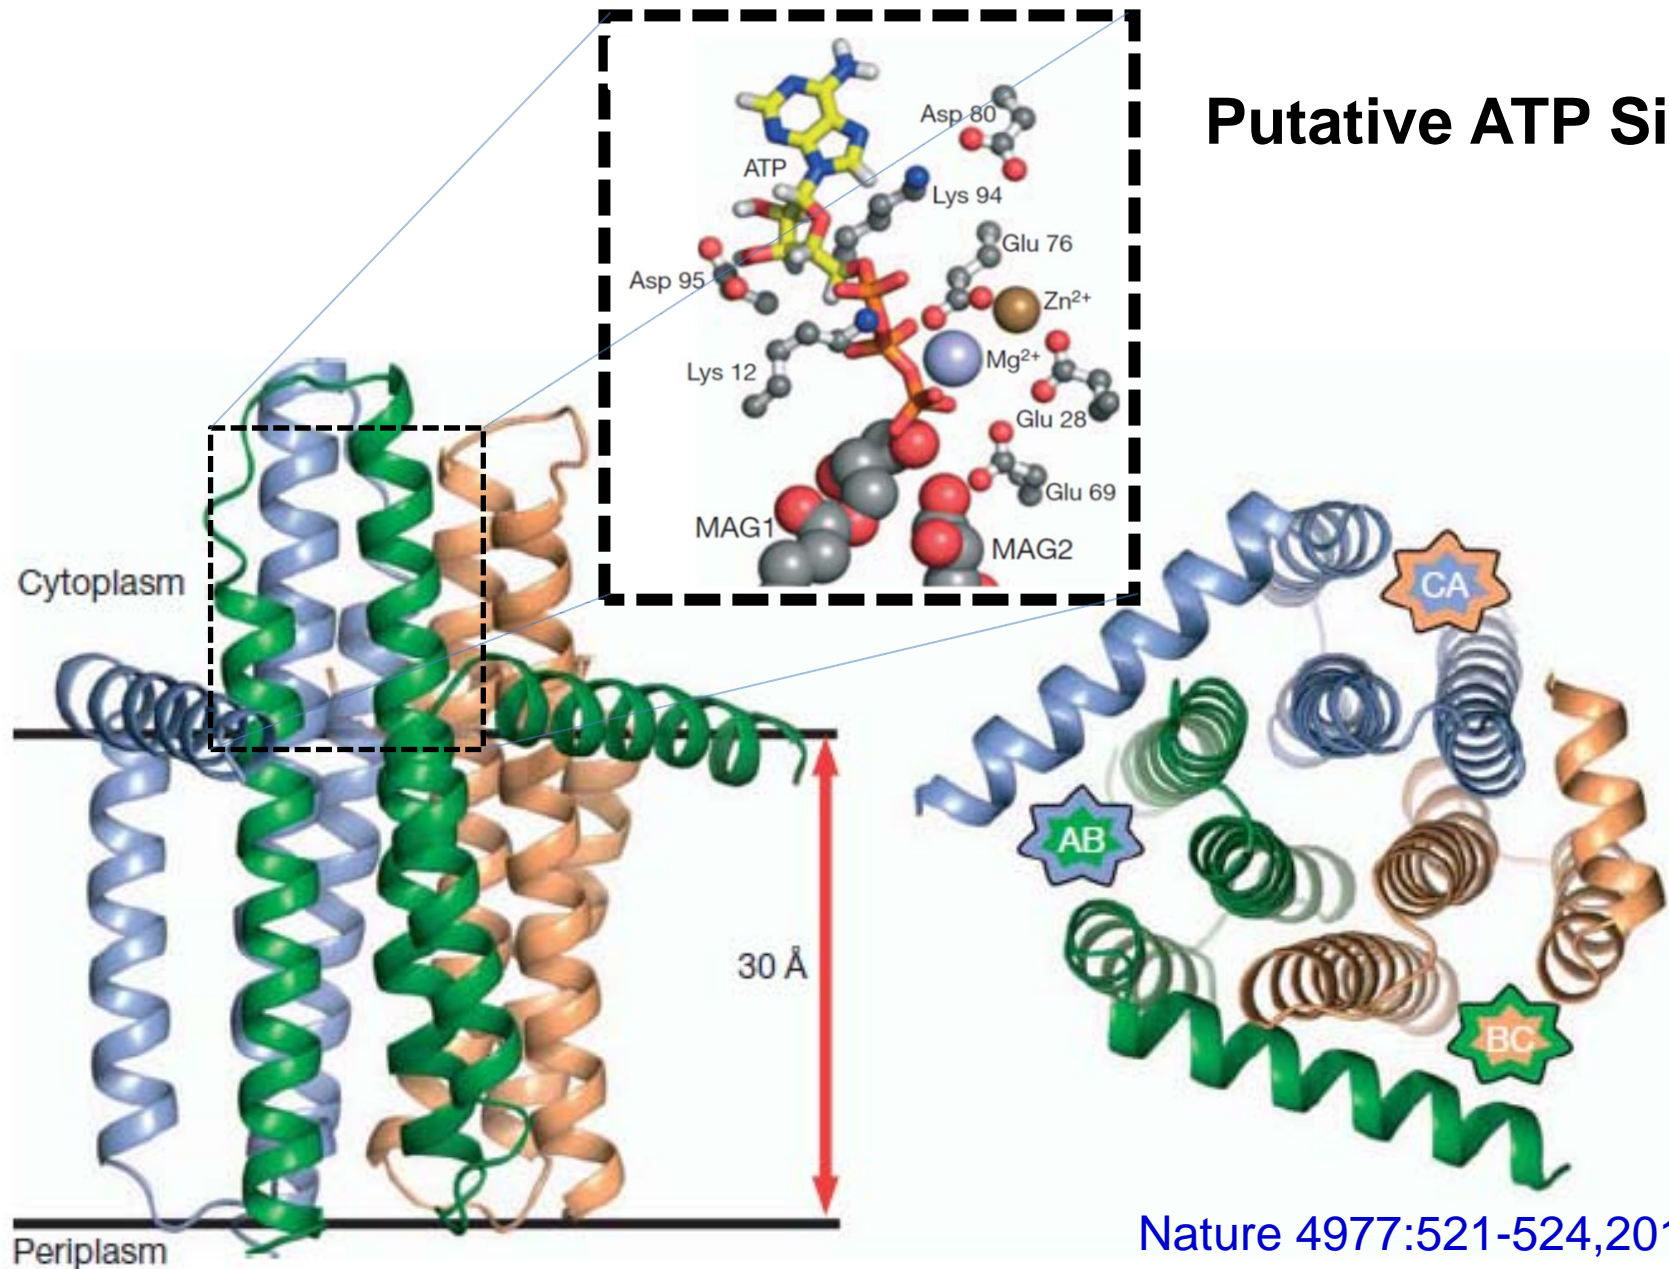 Putative ATP Si
Asp 80
ATP
Lys 94
Glu 76
Asp 95
Zn²⁺
Lys 12
Mg²⁺
Glu 28
Glu 69
MAG1
MAG2
Cytoplasm
CA
AB
30 Å
BC
Nature 4977:521-524,201
Periplasm